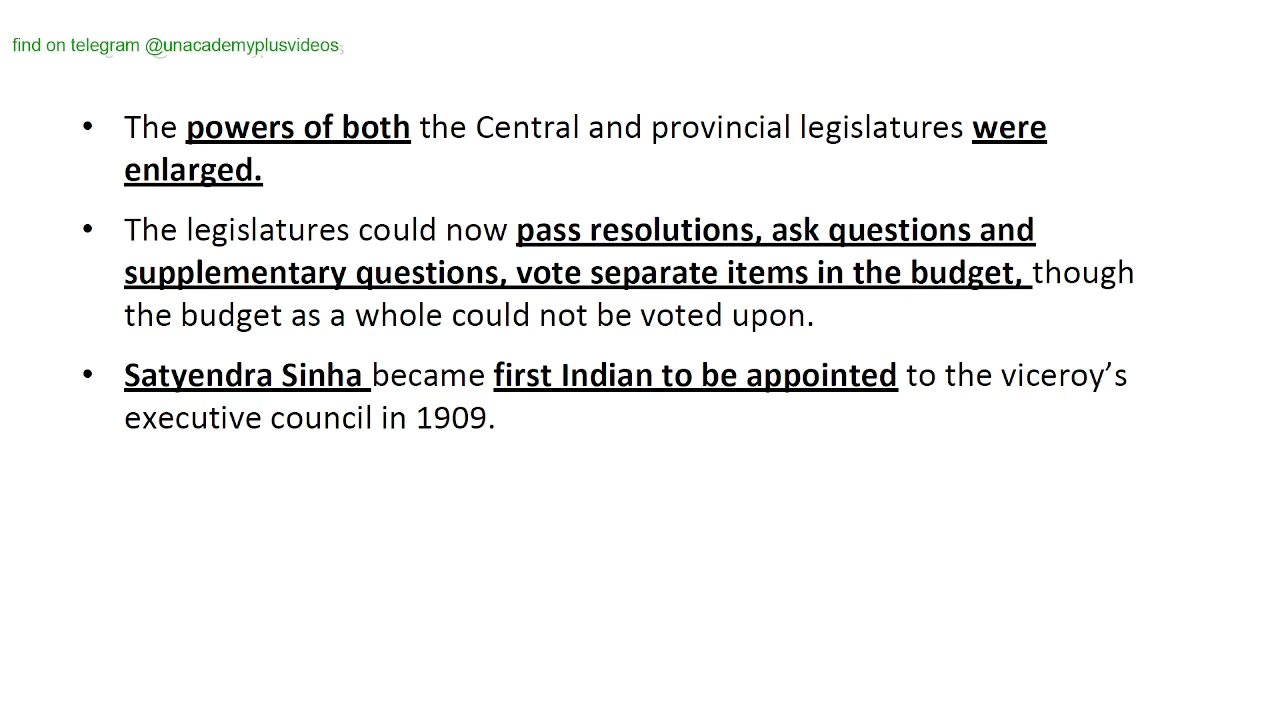 find on telegram @unacademyplusvideos
• The powers of both the Central and provincial legislatures were
enlarged.
• The legislatures could now pass resolutions, ask questions and
supplementary questions, vote separate items in the budget, though
the budget as a whole could not be voted upon.
• Satyendra Sinha became first Indian to be appointed to the viceroy’s
executive council in 1909.